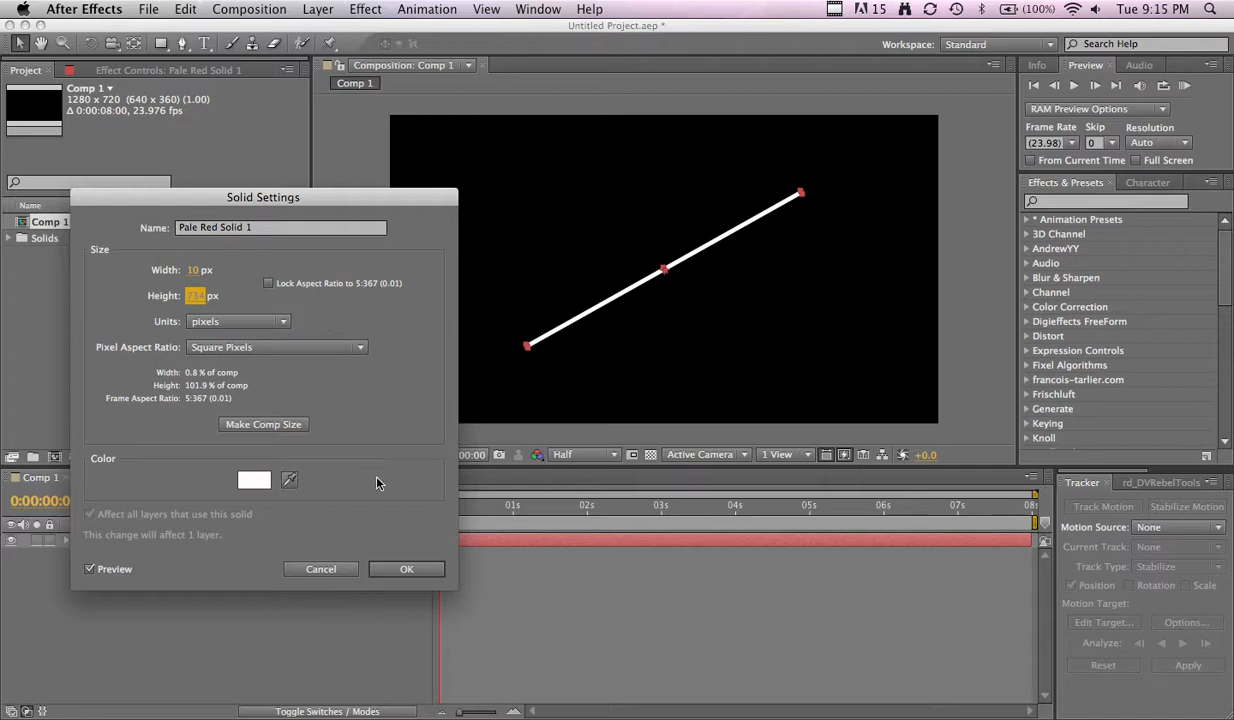 After Effects File Edit Composition Layer Effect Animation View Window Help 15 (100%) Tue 9:15 PM
Untitled Project.aep *
Workspace: Standard Search Help
Project Effect Controls: Pale Red Solid 1
Composition: Comp 1
Info Preview Audio
Comp 1
1280 x 720 (640 x 360) (1.00)
Δ 0:00:08:00, 23.976 fps
Comp 1
RAM Preview Options
Frame Rate Skip Resolution
(23.98) 0 Auto
From Current Time Full Screen
Effects & Presets Character
Name
Comp 1
Solids
Solid Settings
Name: Pale Red Solid 1
Size
Width: 10 px
Lock Aspect Ratio to 5:367 (0.01)
Height: 734 px
Units: pixels
Pixel Aspect Ratio: Square Pixels
Width: 0.8 % of comp
Height: 101.9 % of comp
Frame Aspect Ratio: 5:367 (0.01)
Make Comp Size
Color
Affect all layers that use this solid
This change will affect 1 layer.
Preview Cancel OK
* Animation Presets
3D Channel
AndrewYY
Audio
Blur & Sharpen
Channel
Color Correction
Digieffects FreeForm
Distort
Expression Controls
Fixel Algorithms
francois-tarlier.com
Frischluft
Generate
Keying
Knoll
:00 Half Active Camera 1 View +0.0
Comp 1
0:00:00:0
01s 02s 03s 04s 05s 06s 07s 08s
Tracker rd_DVRebelTools
Track Motion Stabilize Motion
Motion Source: None
Current Track: None
Track Type: Stabilize
Position Rotation Scale
Motion Target:
Edit Target... Options...
Analyze:
Reset Apply
Toggle Switches / Modes